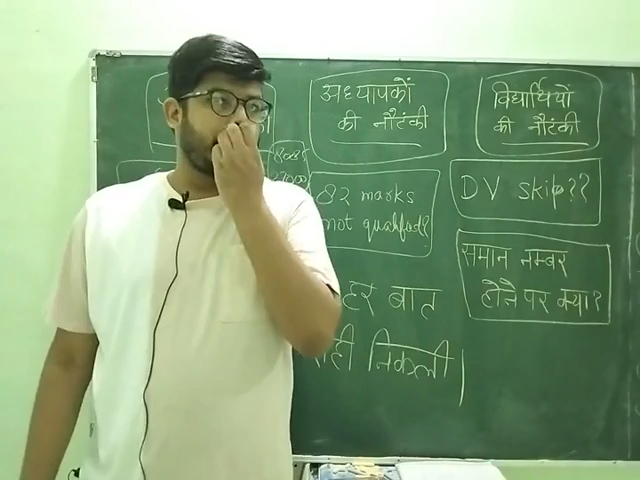 अध्यापकों
की नौटंकी
विद्यार्थियों
की नौटंकी
82 marks
not qualified?
DV skip??
समान नम्बर
होने पर क्या?
बात
निकली